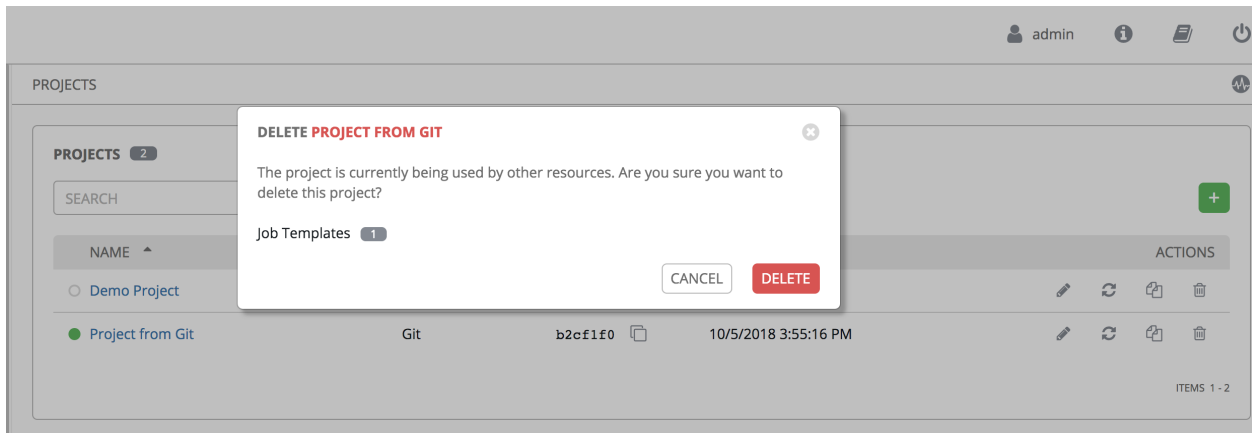 admin
PROJECTS
DELETE PROJECT FROM GIT
PROJECTS 2
The project is currently being used by other resources. Are you sure you want to
delete this project?
SEARCH
+
Job Templates 1
NAME
ACTIONS
CANCEL DELETE
Demo Project
Project from Git Git b2cf1f0 10/5/2018 3:55:16 PM
ITEMS 1 - 2